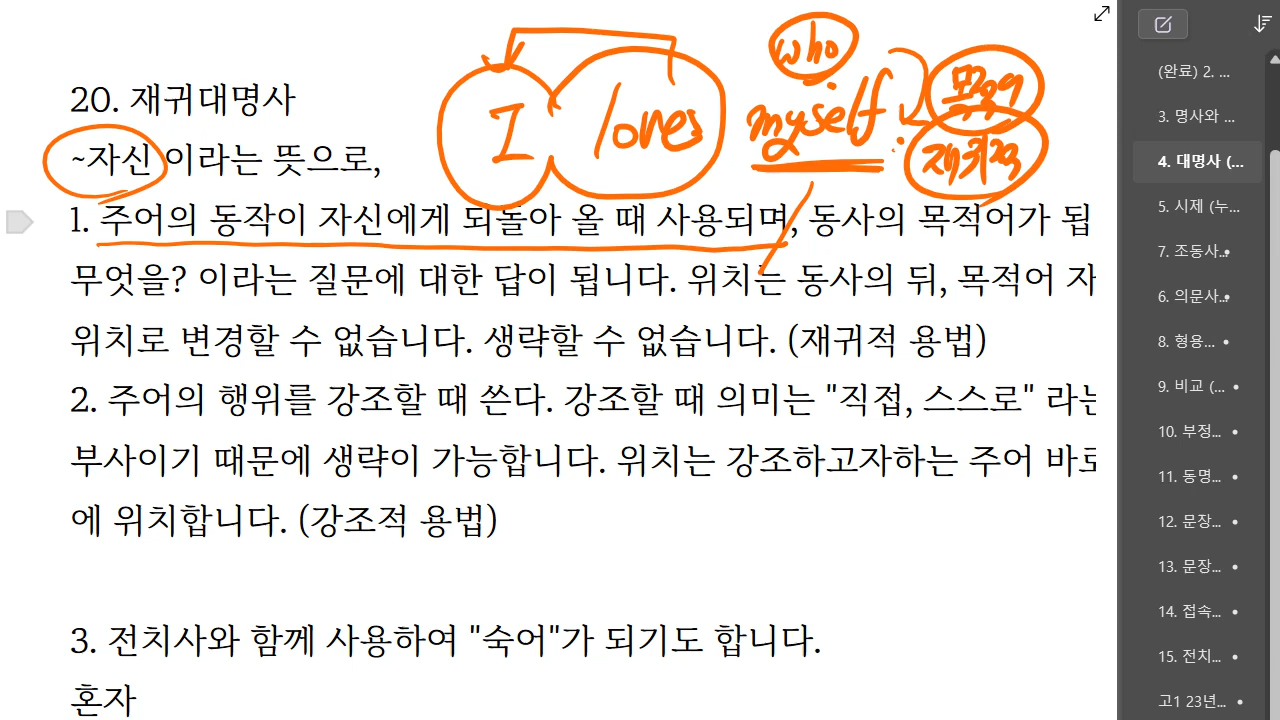 who
I loves myself 목적어
재귀적
20. 재귀대명사
~자신 이라는 뜻으로,
1. 주어의 동작이 자신에게 되돌아 올 때 사용되며, 동사의 목적어가 됩
무엇을? 이라는 질문에 대한 답이 됩니다. 위치는 동사의 뒤, 목적어 자
위치로 변경할 수 없습니다. 생략할 수 없습니다. (재귀적 용법)
2. 주어의 행위를 강조할 때 쓴다. 강조할 때 의미는 "직접, 스스로" 라는
부사이기 때문에 생략이 가능합니다. 위치는 강조하고자하는 주어 바로
에 위치합니다. (강조적 용법)
3. 전치사와 함께 사용하여 "숙어"가 되기도 합니다.
혼자
(완료) 2. ...
3. 명사와 ...
4. 대명사 (...
5. 시제 (누...
7. 조동사...
6. 의문사...
8. 형용...
9. 비교 (...
10. 부정...
11. 동명...
12. 문장...
13. 문장...
14. 접속...
15. 전치...
고1 23년...